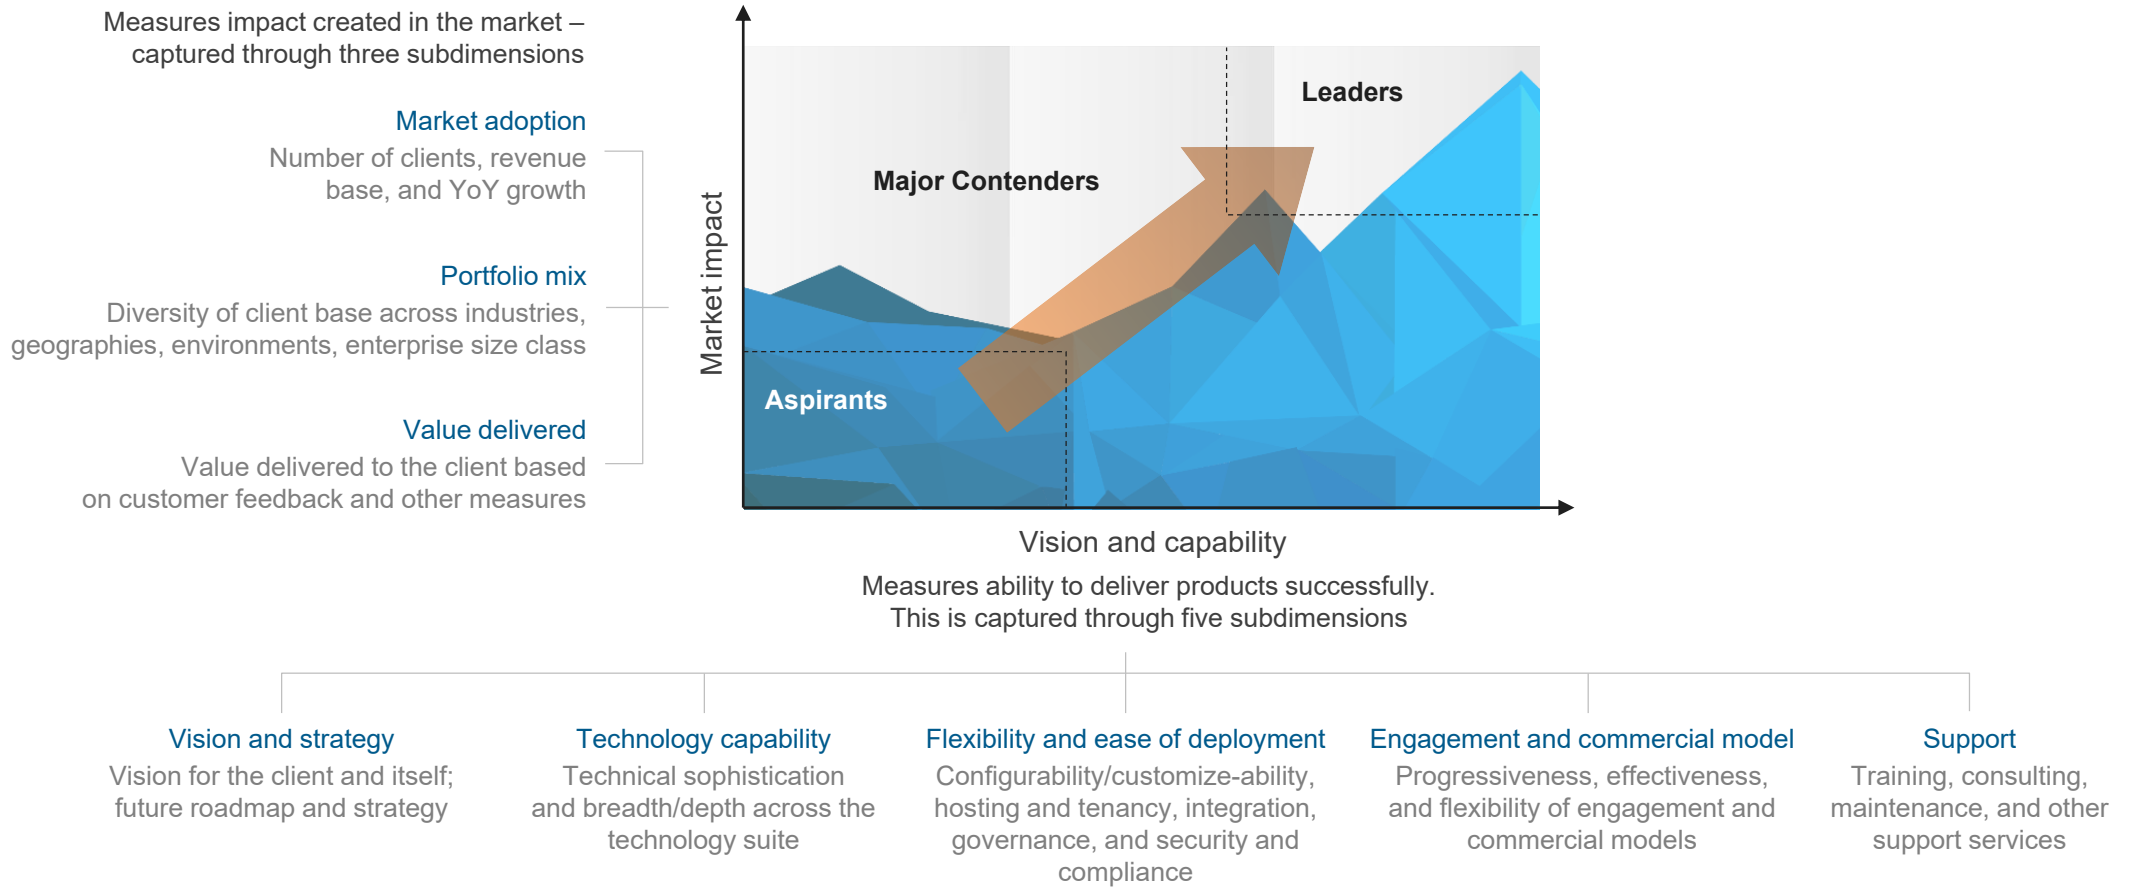 Measures impact created in the market –
captured through three subdimensions
Market adoption
Number of clients, revenue
base, and YoY growth
Portfolio mix
Diversity of client base across industries,
geographies, environments, enterprise size class
Value delivered
Value delivered to the client based
on customer feedback and other measures
Market impact
Leaders
Major Contenders
Aspirants
Vision and capability
Measures ability to deliver products successfully.
This is captured through five subdimensions
Vision and strategy
Vision for the client and itself;
future roadmap and strategy
Technology capability
Technical sophistication
and breadth/depth across the
technology suite
Flexibility and ease of deployment
Configurability/customize-ability,
hosting and tenancy, integration,
governance, and security and
compliance
Engagement and commercial model
Progressiveness, effectiveness,
and flexibility of engagement and
commercial models
Support
Training, consulting,
maintenance, and other
support services